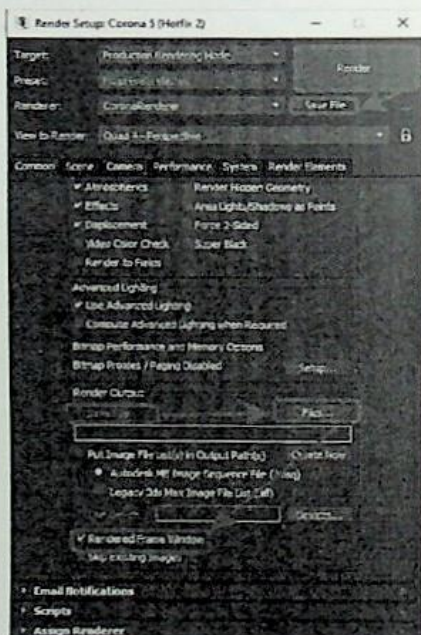 Render Setup: Corona 5 (Hotfix 2)
Target: Production Rendering Mode
Render
Preset:
Renderer: CoronaRenderer Save File
View to Render: Quad 4 - Perspective
Common Scene Camera Performance System Render Elements
Atmospherics Render Hidden Geometry
Effects Area Lights/Shadows as Points
Displacement Force 2-Sided
Video Color Check Super Black
Render to Fields
Advanced Lighting
Use Advanced Lighting
Compute Advanced Lighting when Required
Bitmap Performance and Memory Options
Bitmap Proxies / Paging Disabled Setup...
Render Output
Files...
Put Image File List(s) in Output Path(s) Create Now
Autodesk ME Image Sequence File (.imsq)
Legacy 3ds Max Image File List (.ifl)
Devices...
Rendered Frame Window
Skip Existing Images
Email Notifications
Scripts
Assign Renderer